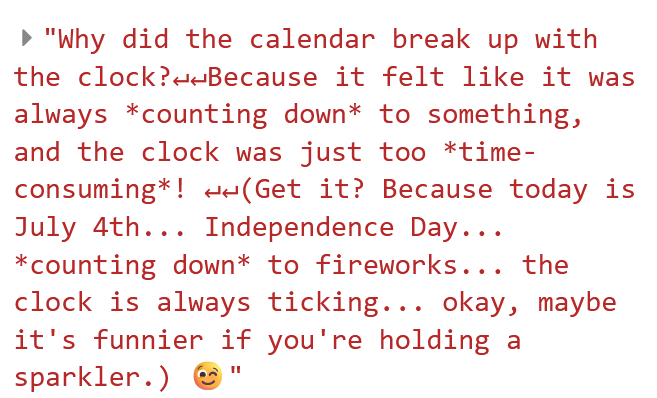 "Why did the calendar break up with
the clock?↵↵Because it felt like it was
always *counting down* to something,
and the clock was just too *time-
consuming*! ↵↵(Get it? Because today is
July 4th... Independence Day...
*counting down* to fireworks... the
clock is always ticking... okay, maybe
it's funnier if you're holding a
sparkler.) 😉"